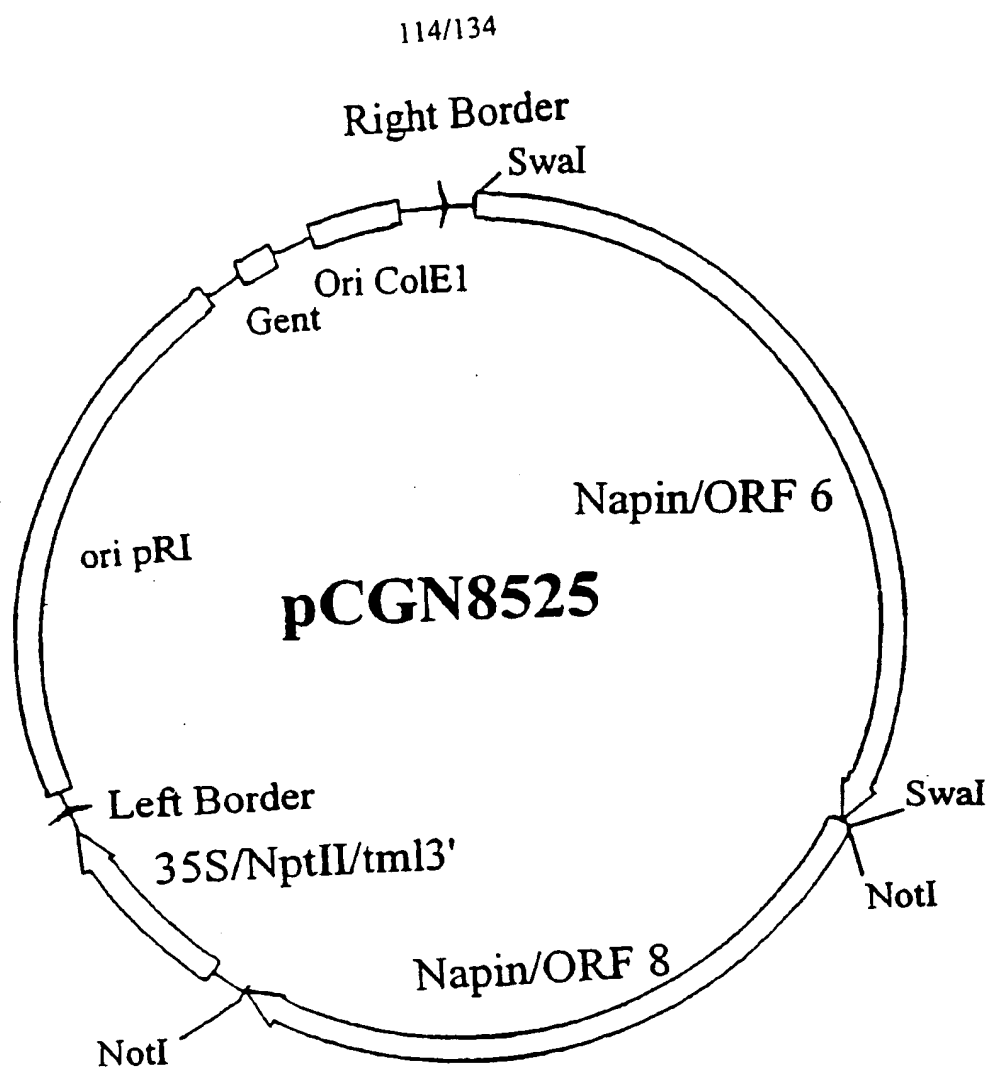 114/134
Right Border
SwaI
Ori ColE1
Gent
Napin/ORF 6
ori pRI
pCGN8525
Left Border
SwaI
35S/NptII/tml3'
NotI
Napin/ORF 8
NotI